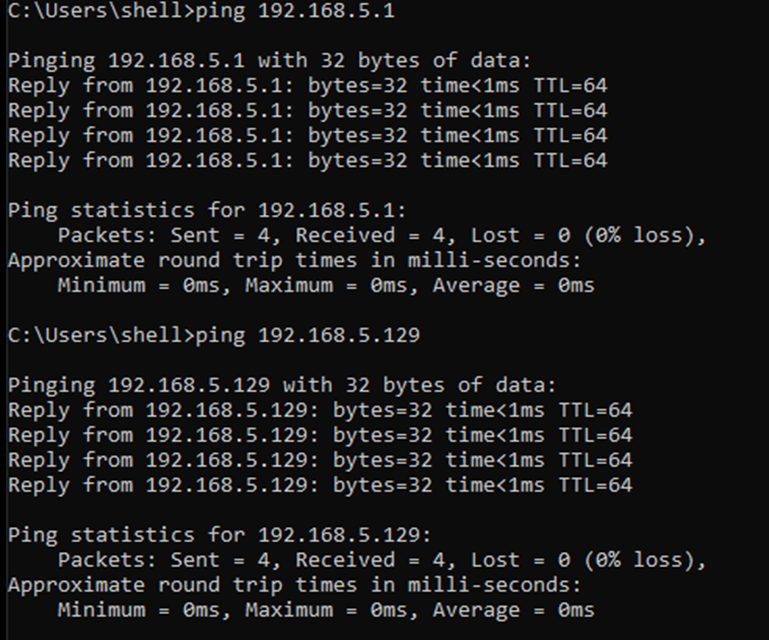 C:\Users\shell>ping 192.168.5.1
Pinging 192.168.5.1 with 32 bytes of data:
Reply from 192.168.5.1: bytes=32 time<1ms TTL=64
Reply from 192.168.5.1: bytes=32 time<1ms TTL=64
Reply from 192.168.5.1: bytes=32 time<1ms TTL=64
Reply from 192.168.5.1: bytes=32 time<1ms TTL=64
Ping statistics for 192.168.5.1:
    Packets: Sent = 4, Received = 4, Lost = 0 (0% loss),
Approximate round trip times in milli-seconds:
    Minimum = 0ms, Maximum = 0ms, Average = 0ms
C:\Users\shell>ping 192.168.5.129
Pinging 192.168.5.129 with 32 bytes of data:
Reply from 192.168.5.129: bytes=32 time<1ms TTL=64
Reply from 192.168.5.129: bytes=32 time<1ms TTL=64
Reply from 192.168.5.129: bytes=32 time<1ms TTL=64
Reply from 192.168.5.129: bytes=32 time<1ms TTL=64
Ping statistics for 192.168.5.129:
    Packets: Sent = 4, Received = 4, Lost = 0 (0% loss),
Approximate round trip times in milli-seconds:
    Minimum = 0ms, Maximum = 0ms, Average = 0ms